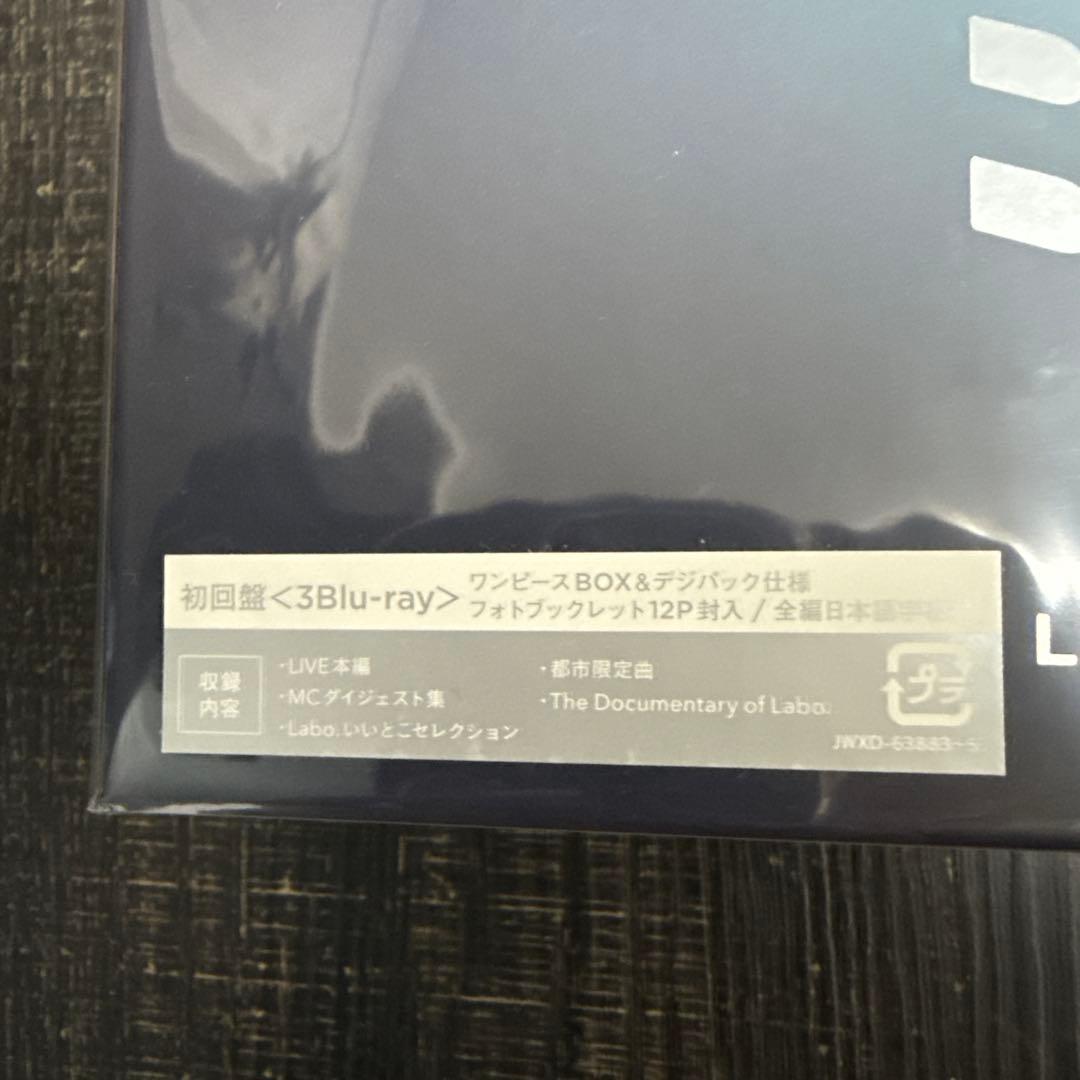 初回盤<3Blu-ray>
ワンピースBOX&デジパック仕様
フォトブックレット12P封入 / 全編日本語字幕
収録
内容
・LIVE本編
・MCダイジェスト集
・Labo.いいとこセレクション
・都市限定曲
・The Documentary of Labo.
プラ
JWXD-63883~5
L